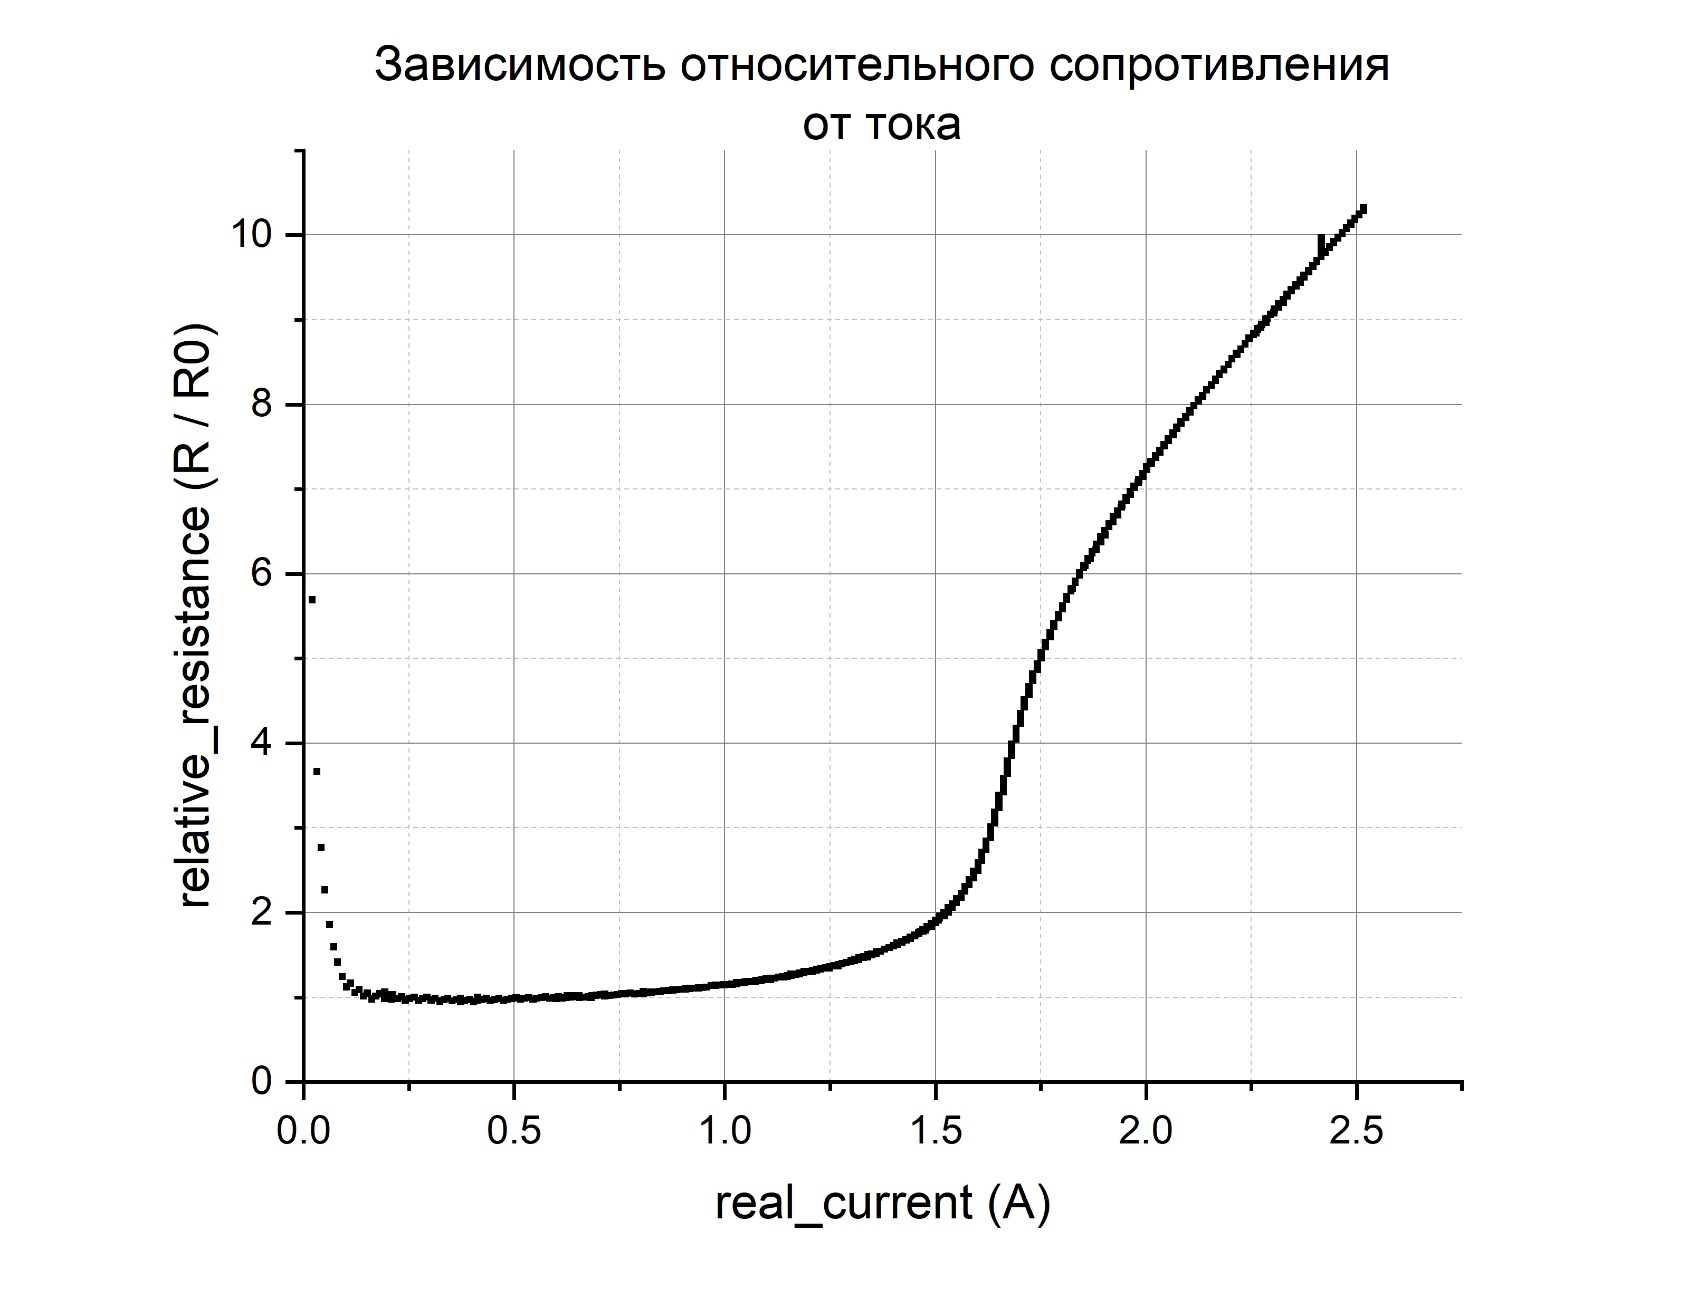 Зависимость относительного сопротивления
от тока
relative_resistance (R / R0)
10
8
6
4
2
0
0.0 0.5 1.0 1.5 2.0 2.5
real_current (A)